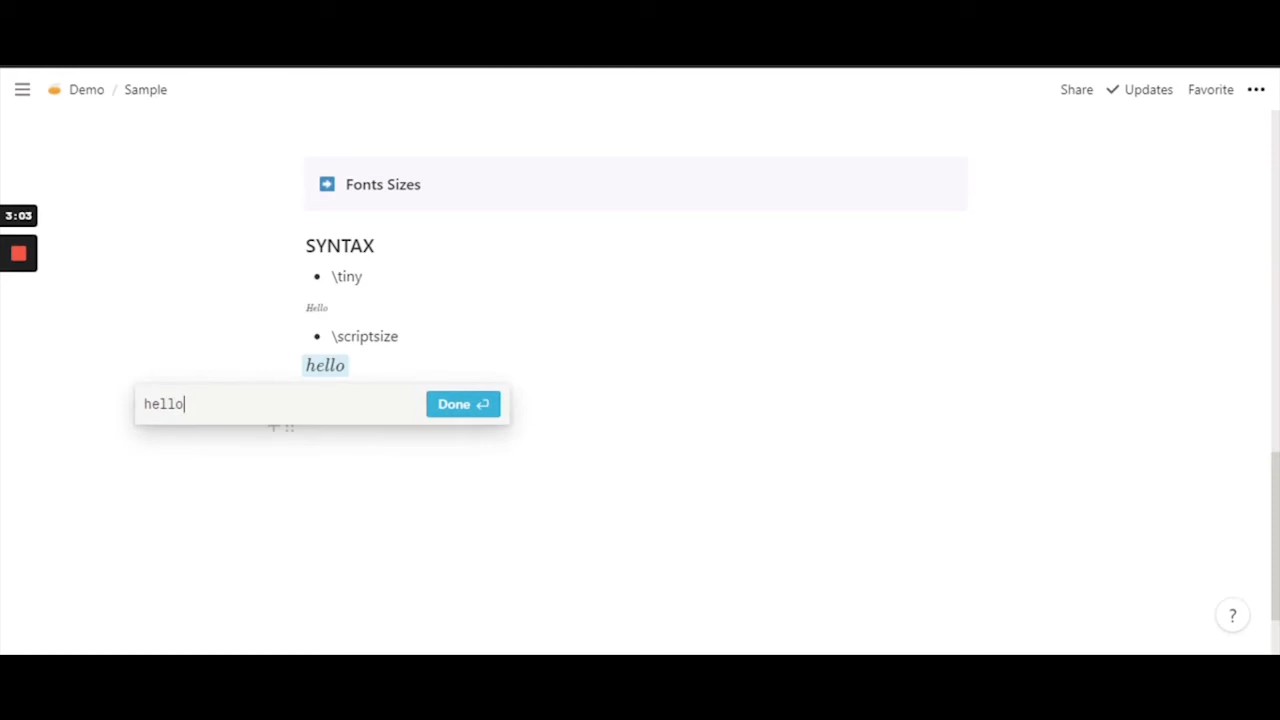 Demo / Sample
Share Updates Favorite •••
Fonts Sizes
3:03
SYNTAX
• \tiny
Hello
• \scriptsize
hello
hello Done
?